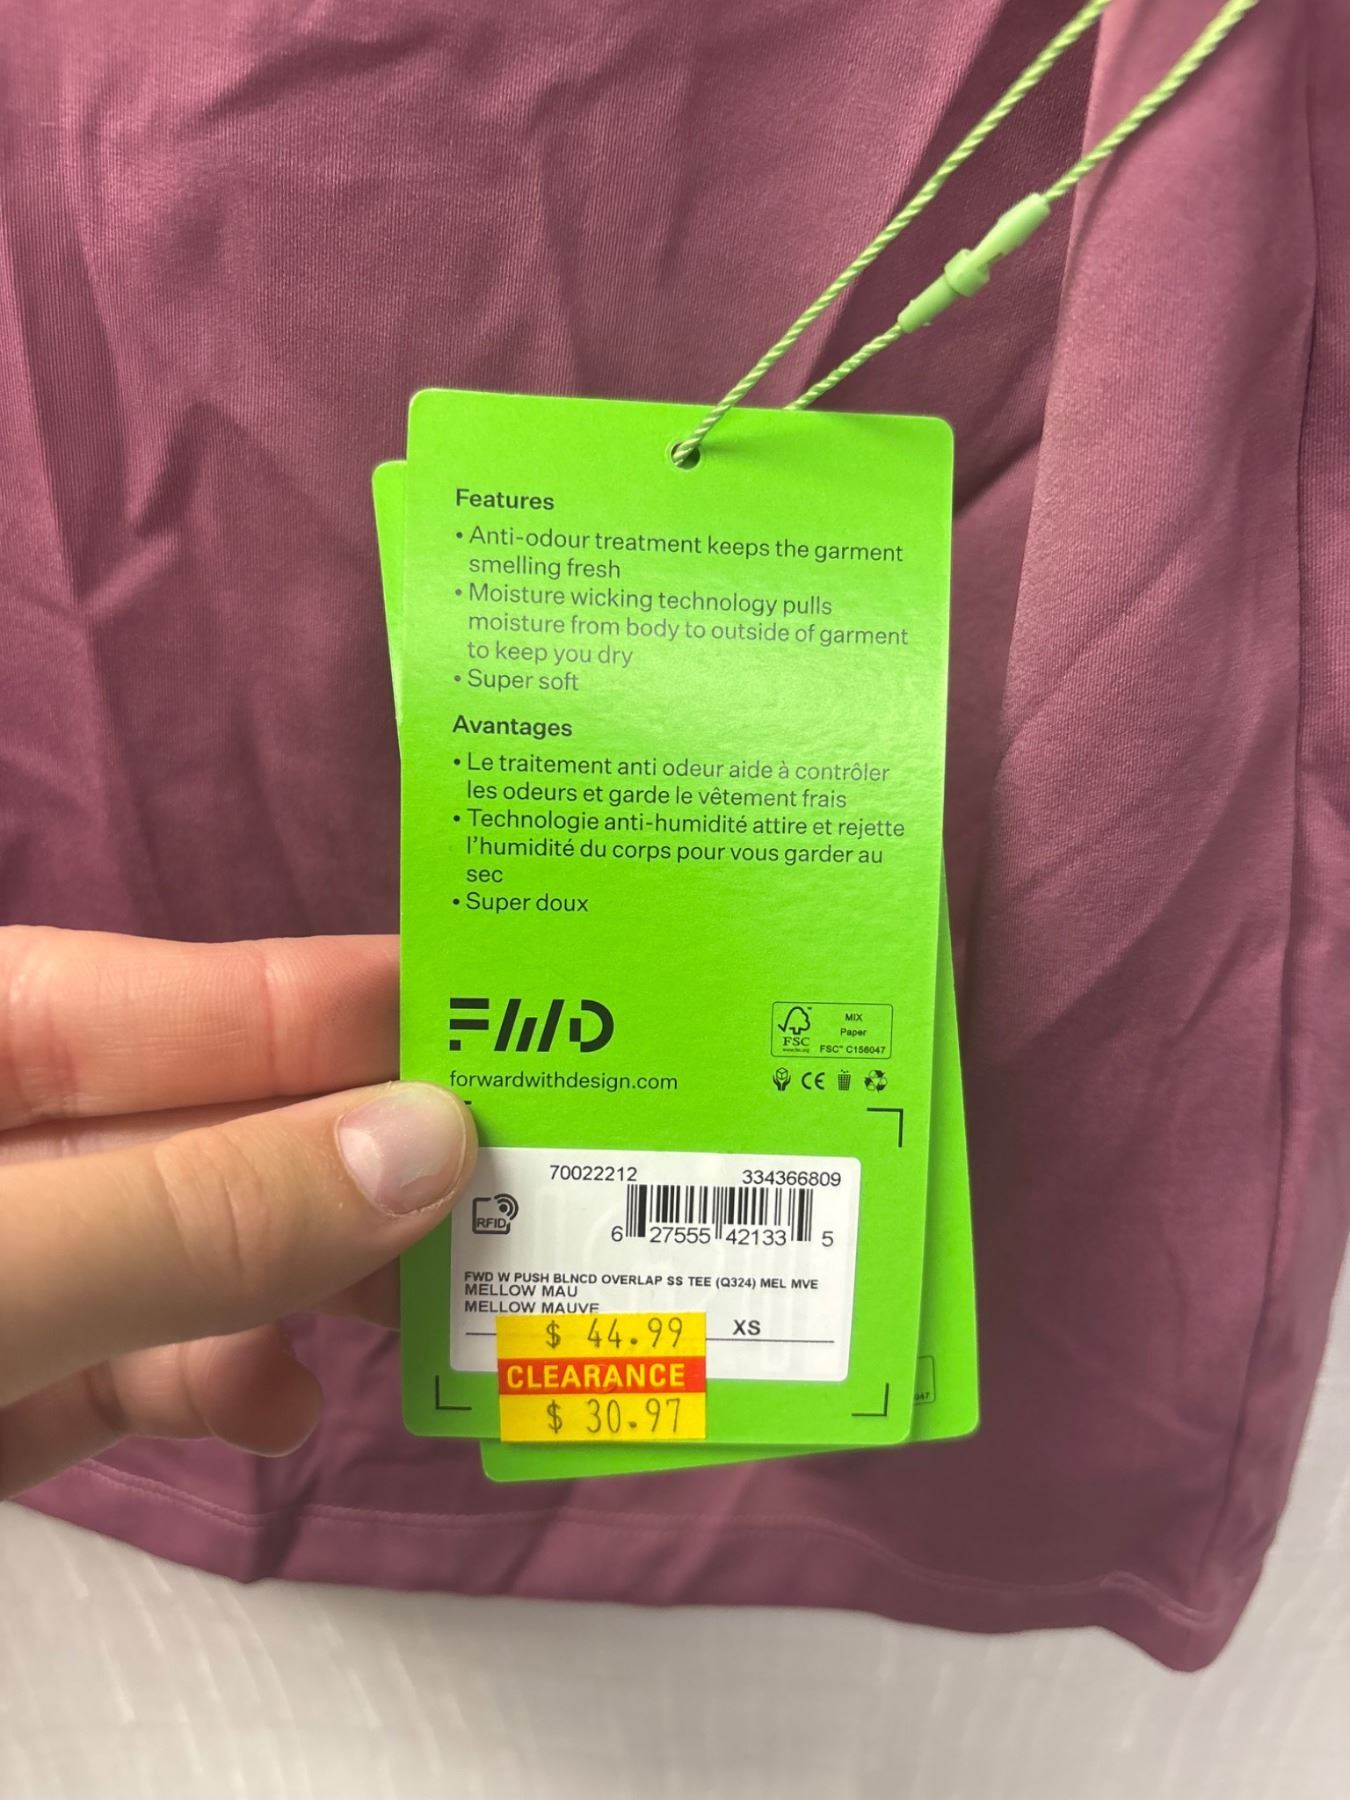 Features
• Anti-odour treatment keeps the garment
smelling fresh
• Moisture wicking technology pulls
moisture from body to outside of garment
to keep you dry
• Super soft
Avantages
• Le traitement anti odeur aide à contrôler
les odeurs et garde le vêtement frais
• Technologie anti-humidité attire et rejette
l'humidité du corps pour vous garder au
sec
• Super doux
FWD
forwardwithdesign.com
FSC
www.fsc.org
MIX
Paper
FSC™ C156047
CE
70022212 334366809
RFID
6 27555 42133 5
FWD W PUSH BLNCD OVERLAP SS TEE (Q324) MEL MVE
MELLOW MAU
MELLOW MAUVE
XS
$ 44.99
CLEARANCE
$ 30.97
047